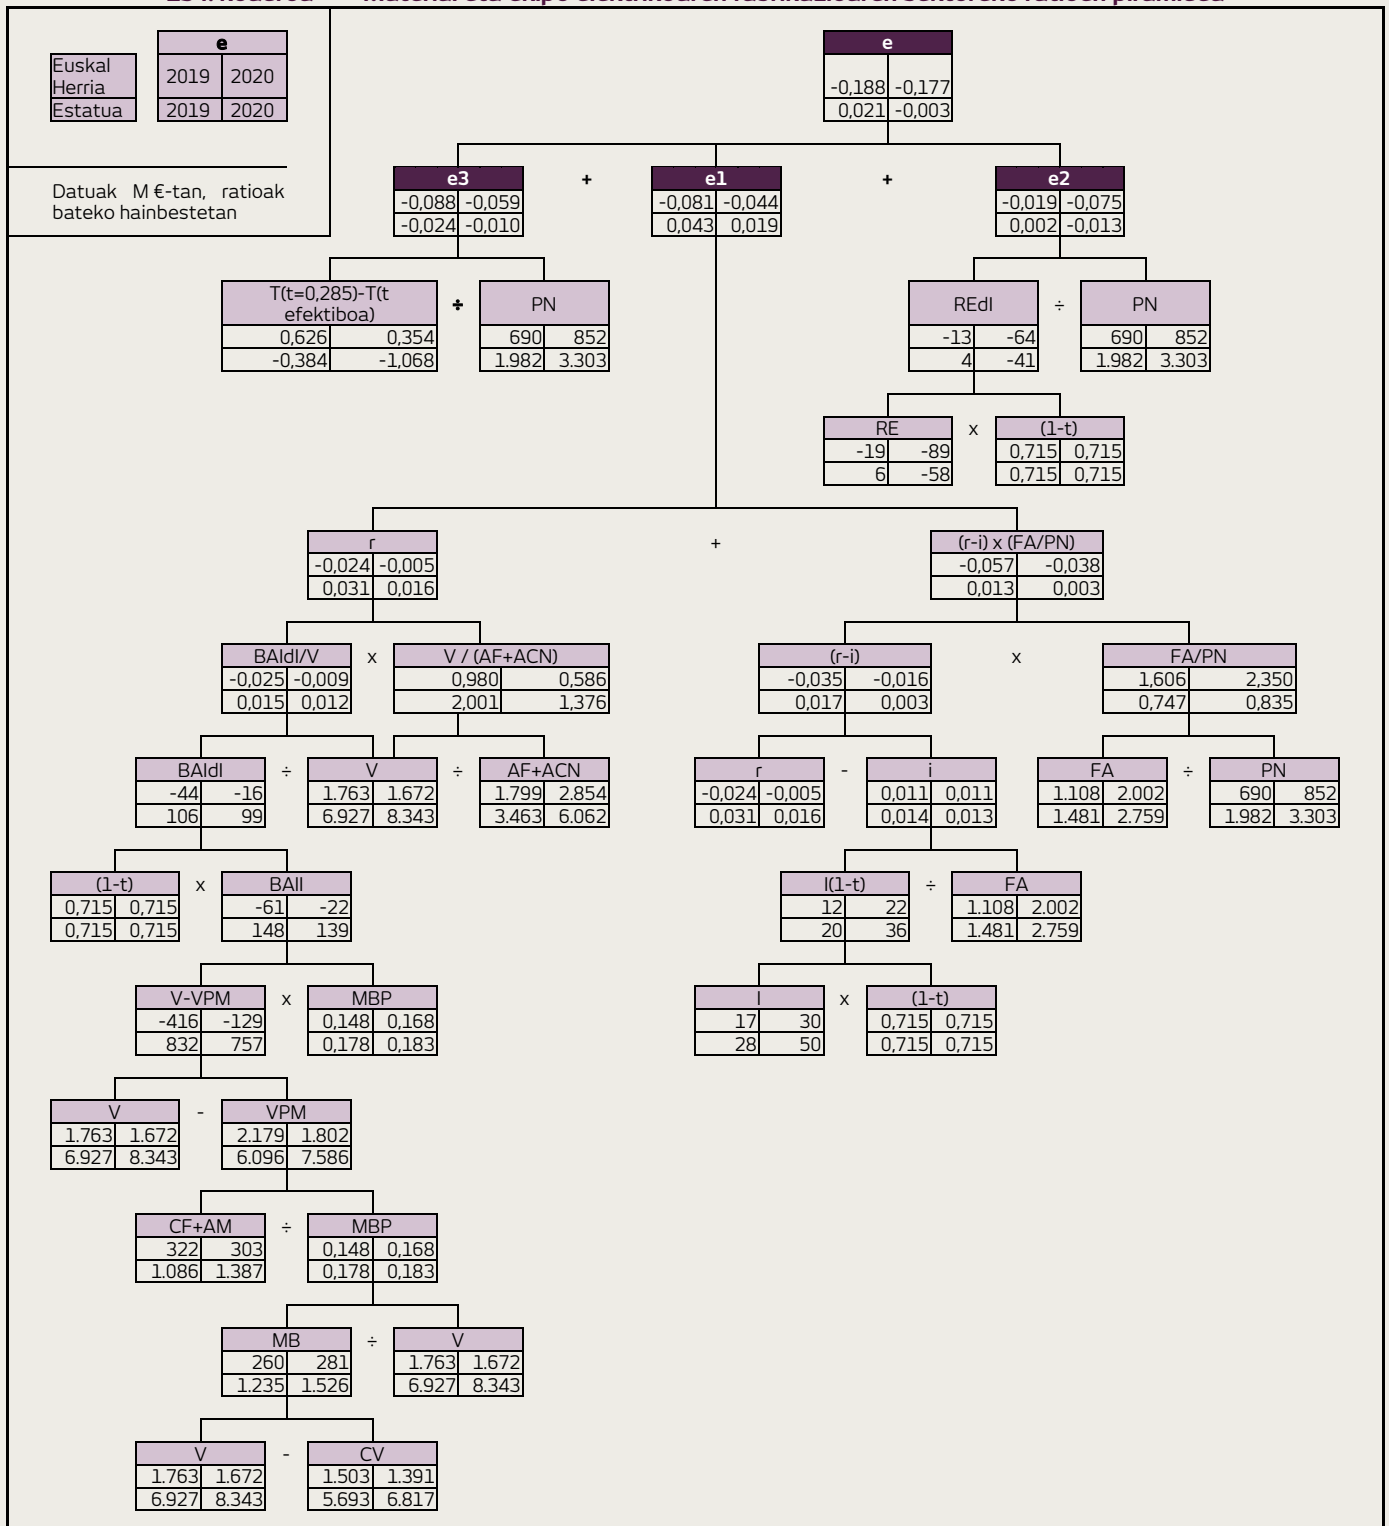 e
Euskal Herria 2019 2020
Estatua 2019 2020
Datuak M €-tan, ratioak
bateko hainbestetan
e
-0,188 -0,177
0,021 -0,003
e3 + e1 + e2
-0,088 -0,059 -0,081 -0,044 -0,019 -0,075
-0,024 -0,010 0,043 0,019 0,002 -0,013
T(t=0,285)-T(t
efektiboa) ÷ PN REdI ÷ PN
0,626 0,354 690 852 -13 -64 690 852
-0,384 -1,068 1.982 3.303 4 -41 1.982 3.303
RE x (1-t)
-19 -89 0,715 0,715
6 -58 0,715 0,715
r + (r-i) x (FA/PN)
-0,024 -0,005 -0,057 -0,038
0,031 0,016 0,013 0,003
BAIdI/V x V / (AF+ACN) (r-i) x FA/PN
-0,025 -0,009 0,980 0,586 -0,035 -0,016 1,606 2,350
0,015 0,012 2,001 1,376 0,017 0,003 0,747 0,835
BAIdI ÷ V ÷ AF+ACN r - i FA ÷ PN
-44 -16 1.763 1.672 1.799 2.854 -0,024 -0,005 0,011 0,011 1.108 2.002 690 852
106 99 6.927 8.343 3.463 6.062 0,031 0,016 0,014 0,013 1.481 2.759 1.982 3.303
(1-t) x BAII I(1-t) ÷ FA
0,715 0,715 -61 -22 12 22 1.108 2.002
0,715 0,715 148 139 20 36 1.481 2.759
V-VPM x MBP I x (1-t)
-416 -129 0,148 0,168 17 30 0,715 0,715
832 757 0,178 0,183 28 50 0,715 0,715
V - VPM
1.763 1.672 2.179 1.802
6.927 8.343 6.096 7.586
CF+AM ÷ MBP
322 303 0,148 0,168
1.086 1.387 0,178 0,183
MB ÷ V
260 281 1.763 1.672
1.235 1.526 6.927 8.343
V - CV
1.763 1.672 1.503 1.391
6.927 8.343 5.693 6.817